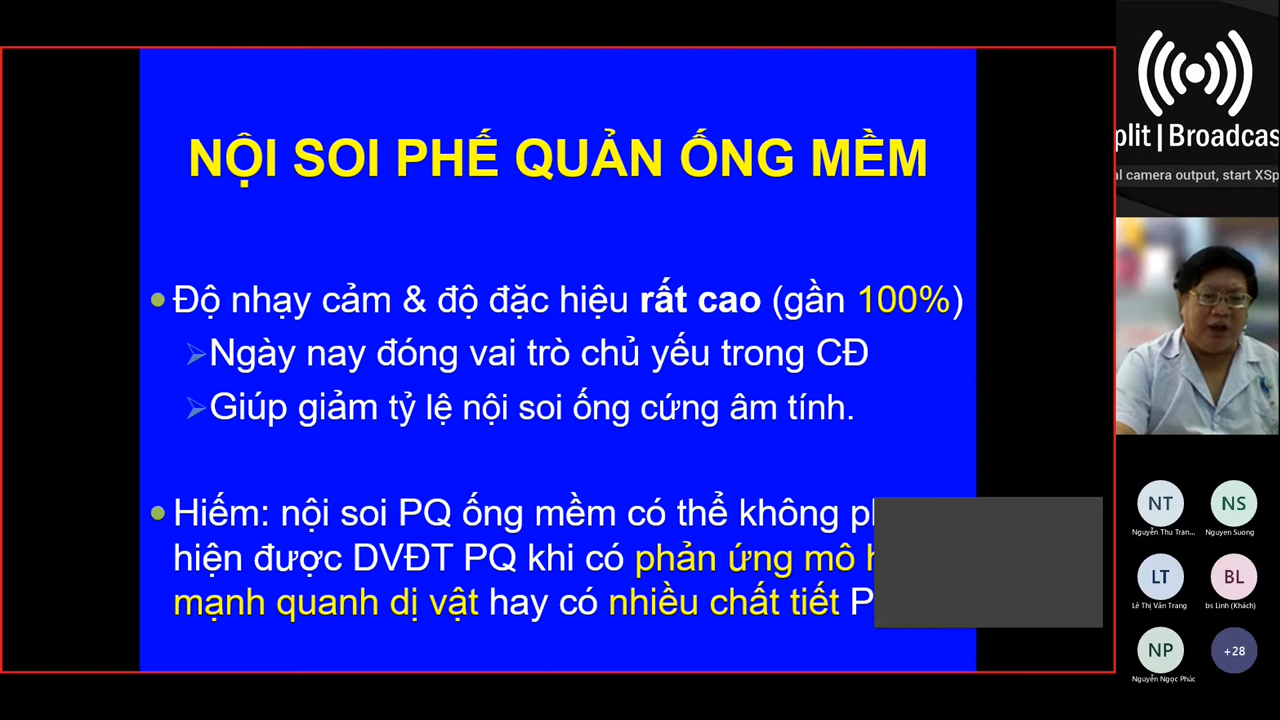 NỘI SOI PHẾ QUẢN ỐNG MỀM
Độ nhạy cảm & độ đặc hiệu rất cao (gần 100%)
Ngày nay đóng vai trò chủ yếu trong CĐ
Giúp giảm tỷ lệ nội soi ống cứng âm tính.
Hiếm: nội soi PQ ống mềm có thể không
hiện được DVĐT PQ khi có phản ứng mô
mạnh quanh dị vật hay có nhiều chất tiết
plit | Broadcas
al camera output, start XSp
NT
NS
Nguyễn Thu Tran...
Nguyen Suong
LT
BL
Lê Thị Vân Trang
bs Linh (Khách)
NP
+28
Nguyễn Ngọc Phúc